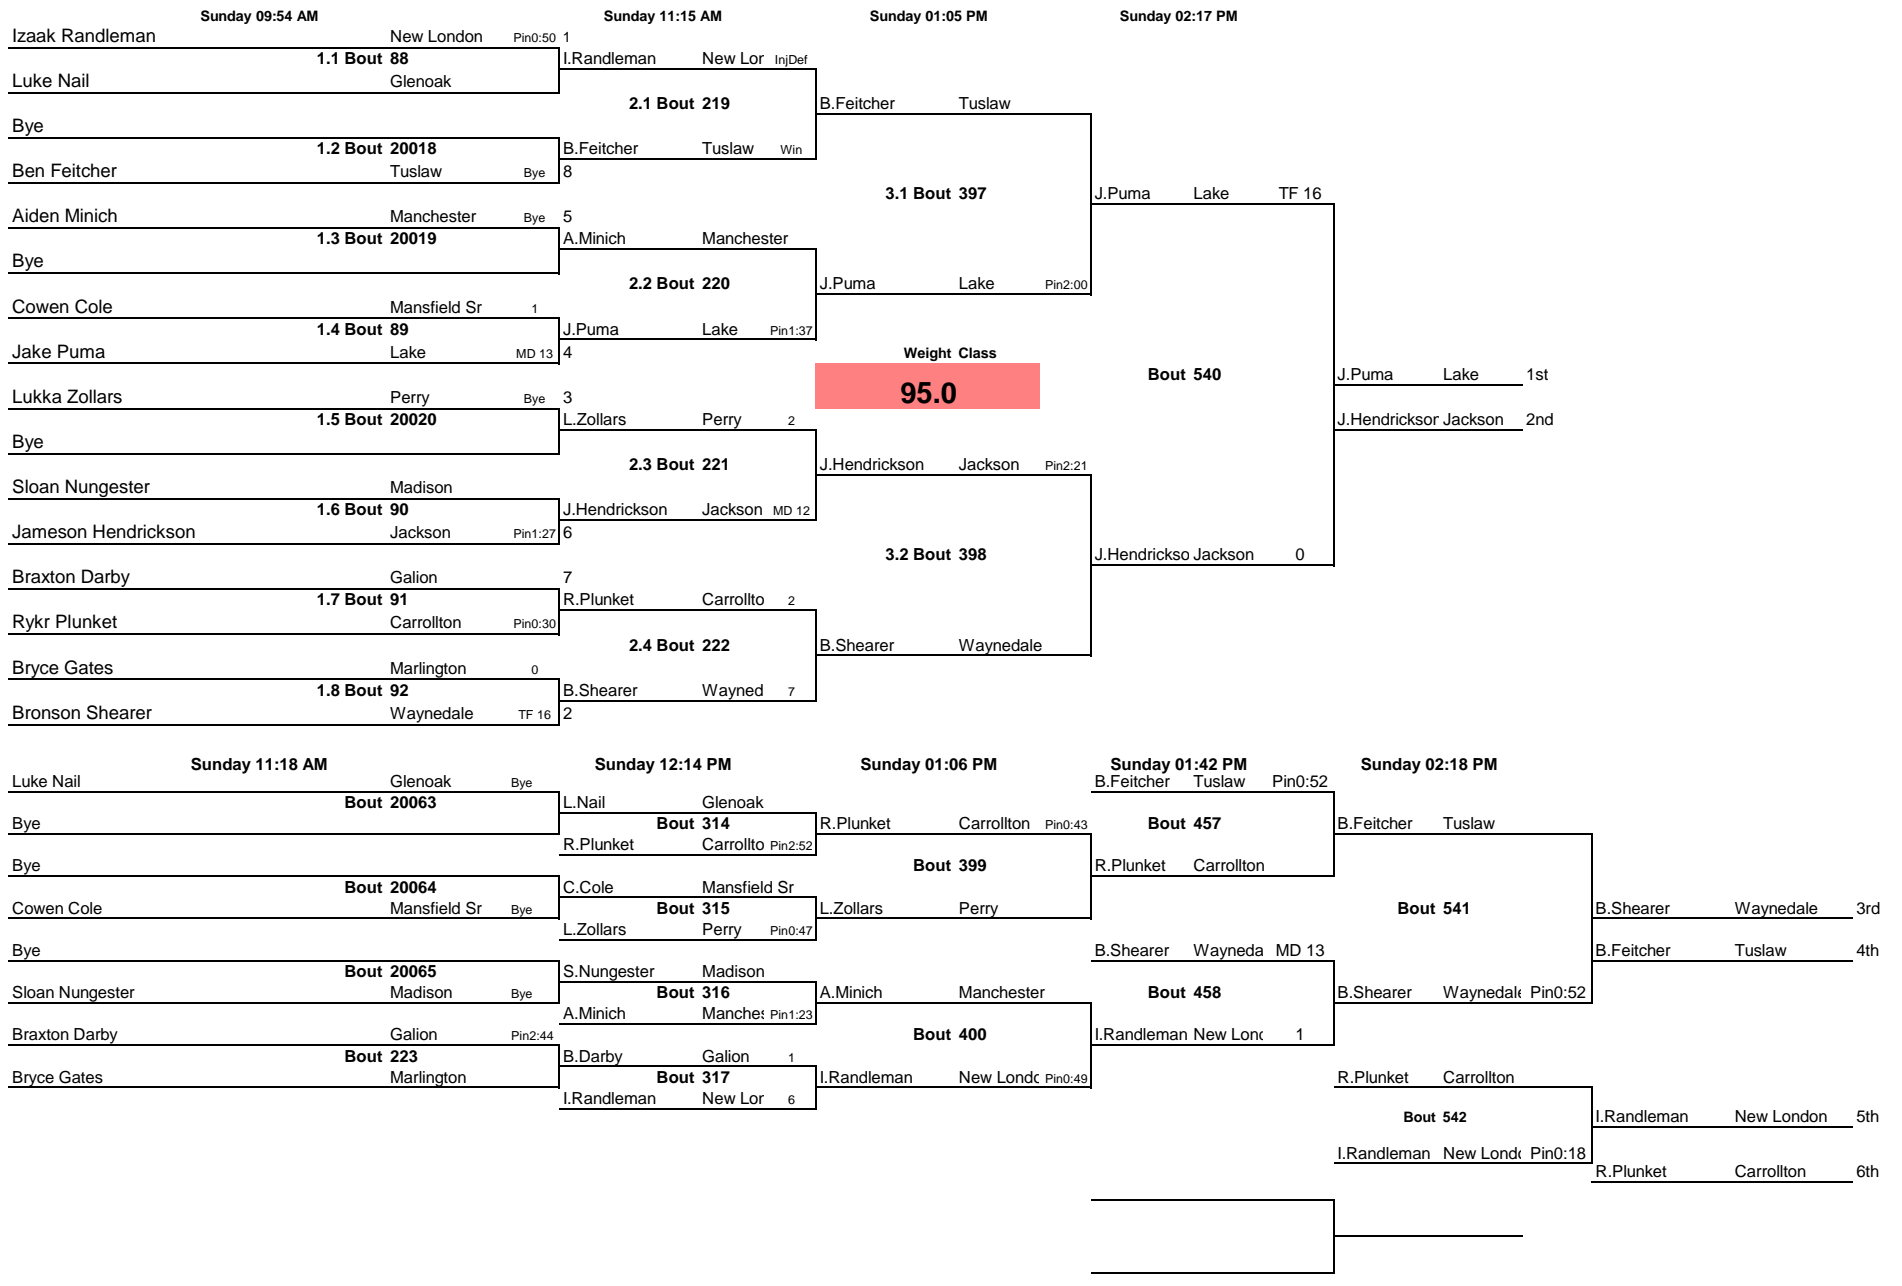 Sunday 09:54 AM Sunday 11:15 AM Sunday 01:05 PM Sunday 02:17 PM
Izaak Randleman New London Pin0:50 1
1.1 Bout 88 I.Randleman New Lor InjDef
Luke Nail Glenoak
2.1 Bout 219 B.Feitcher Tuslaw
Bye
1.2 Bout 20018 B.Feitcher Tuslaw Win
Ben Feitcher Tuslaw Bye 8
3.1 Bout 397 J.Puma Lake TF 16
Aiden Minich Manchester Bye 5
1.3 Bout 20019 A.Minich Manchester
Bye
2.2 Bout 220 J.Puma Lake Pin2:00
Cowen Cole Mansfield Sr 1
1.4 Bout 89 J.Puma Lake Pin1:37
Jake Puma Lake MD 13 4 Weight Class
Bout 540 J.Puma Lake 1st
Lukka Zollars Perry Bye 3 95.0
1.5 Bout 20020 L.Zollars Perry 2 J.Hendricksor Jackson 2nd
Bye
2.3 Bout 221 J.Hendrickson Jackson Pin2:21
Sloan Nungester Madison
1.6 Bout 90 J.Hendrickson Jackson MD 12
Jameson Hendrickson Jackson Pin1:27 6
3.2 Bout 398 J.Hendrickso Jackson 0
Braxton Darby Galion 7
1.7 Bout 91 R.Plunket Carrollto 2
Rykr Plunket Carrollton Pin0:30
2.4 Bout 222 B.Shearer Waynedale
Bryce Gates Marlington 0
1.8 Bout 92 B.Shearer Wayned 7
Bronson Shearer Waynedale TF 16 2
Sunday 11:18 AM Sunday 12:14 PM Sunday 01:06 PM Sunday 01:42 PM Sunday 02:18 PM
Luke Nail Glenoak Bye B.Feitcher Tuslaw Pin0:52
Bout 20063 L.Nail Glenoak
Bye Bout 314 R.Plunket Carrollton Pin0:43 Bout 457 B.Feitcher Tuslaw
R.Plunket Carrollto Pin2:52
Bye Bout 399 R.Plunket Carrollton
Bout 20064 C.Cole Mansfield Sr
Cowen Cole Mansfield Sr Bye Bout 315 L.Zollars Perry Bout 541 B.Shearer Waynedale 3rd
L.Zollars Perry Pin0:47
Bye B.Shearer Wayneda MD 13 B.Feitcher Tuslaw 4th
Bout 20065 S.Nungester Madison
Sloan Nungester Madison Bye Bout 316 A.Minich Manchester Bout 458 B.Shearer Waynedal Pin0:52
A.Minich Manches Pin1:23
Braxton Darby Galion Pin2:44 Bout 400 I.Randleman New Lonc 1
Bout 223 B.Darby Galion 1
Bryce Gates Marlington Bout 317 I.Randleman New Londc Pin0:49 R.Plunket Carrollton
I.Randleman New Lor 6
Bout 542 I.Randleman New London 5th
I.Randleman New Londc Pin0:18
R.Plunket Carrollton 6th